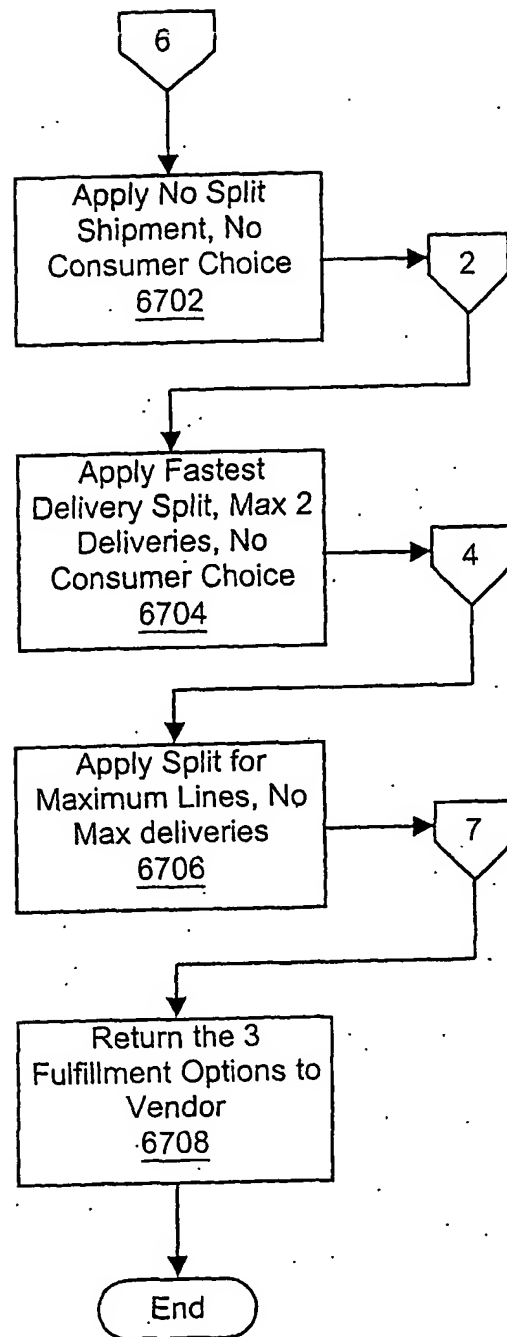 6
Apply No Split
Shipment, No
Consumer Choice
6702
2
Apply Fastest
Delivery Split, Max 2
Deliveries, No
Consumer Choice
6704
4
Apply Split for
Maximum Lines, No
Max deliveries
6706
7
Return the 3
Fulfillment Options to
Vendor
6708
End